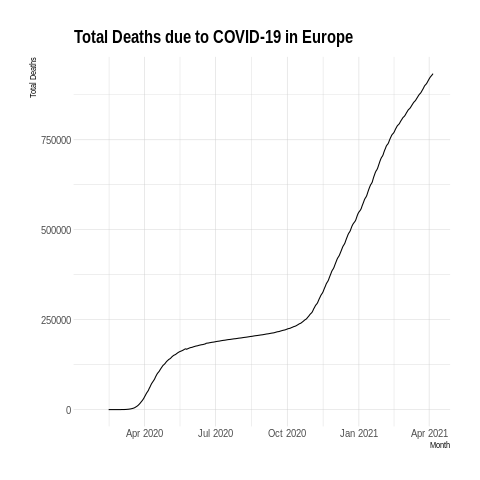 Total Deaths due to COVID-19 in Europe
Total Deaths
750000
500000
250000
0
Apr 2020 Jul 2020 Oct 2020 Jan 2021 Apr 2021
Month